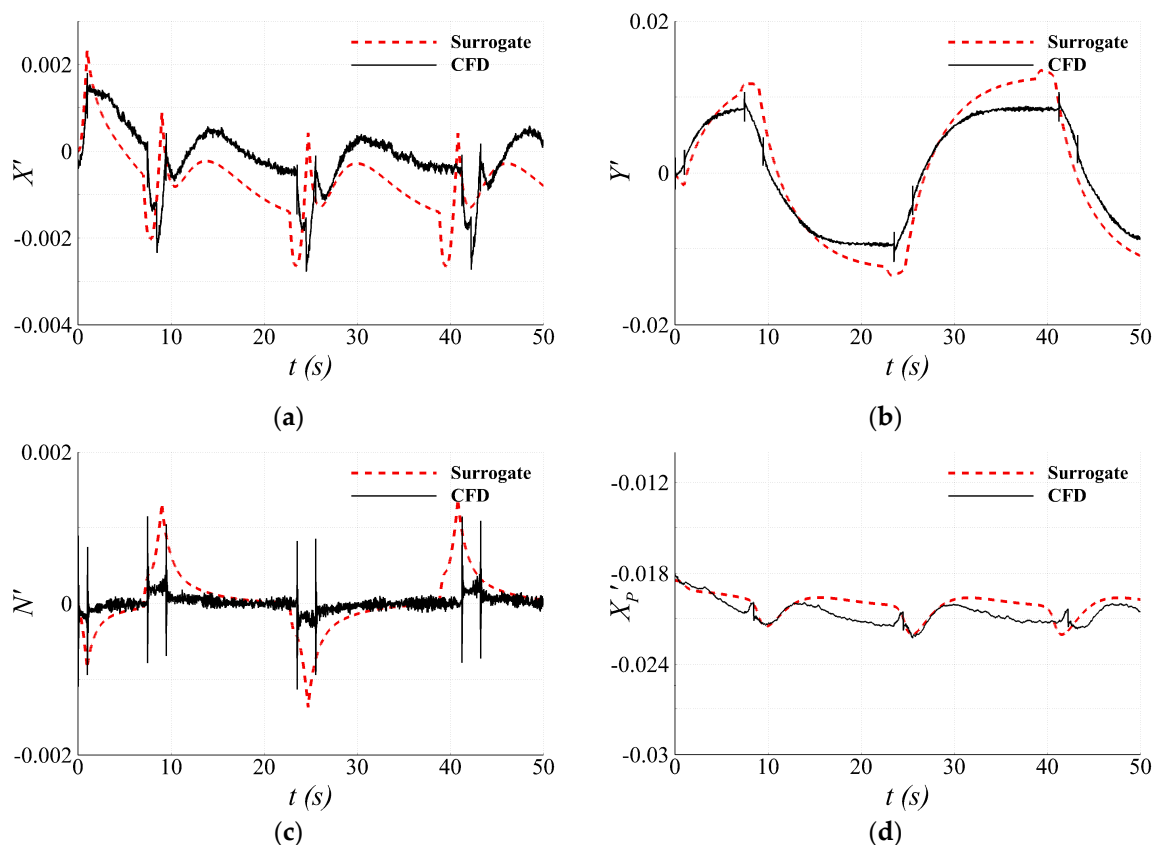 Surrogate
CFD
0.002
0
-0.002
-0.004
X'
0 10 20 30 40 50
t (s)
(a)
Surrogate
CFD
0.02
0
-0.02
Y'
0 10 20 30 40 50
t (s)
(b)
Surrogate
CFD
0.002
0
-0.002
N'
0 10 20 30 40 50
t (s)
(c)
Surrogate
CFD
-0.012
-0.018
-0.024
-0.03
X_P''
0 10 20 30 40 50
t (s)
(d)